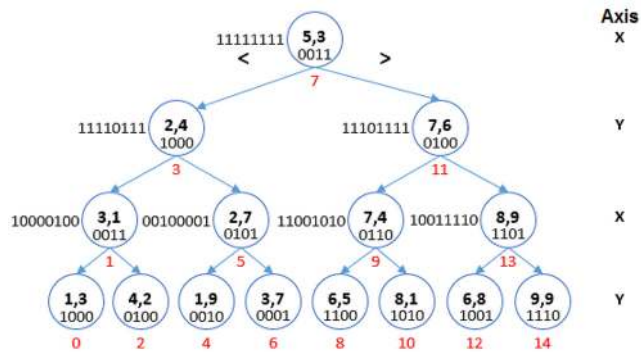 Axis
11111111 5,3 X
0011
< >
7
11110111 2,4 11101111 7,6 Y
1000 0100
3 11
10000100 3,1 00100001 2,7 11001010 7,4 10011110 8,9 X
0011 0101 0110 1101
1 5 9 13
1,3 4,2 1,9 3,7 6,5 8,1 6,8 9,9 Y
1000 0100 0010 0001 1100 1010 1001 1110
0 2 4 6 8 10 12 14